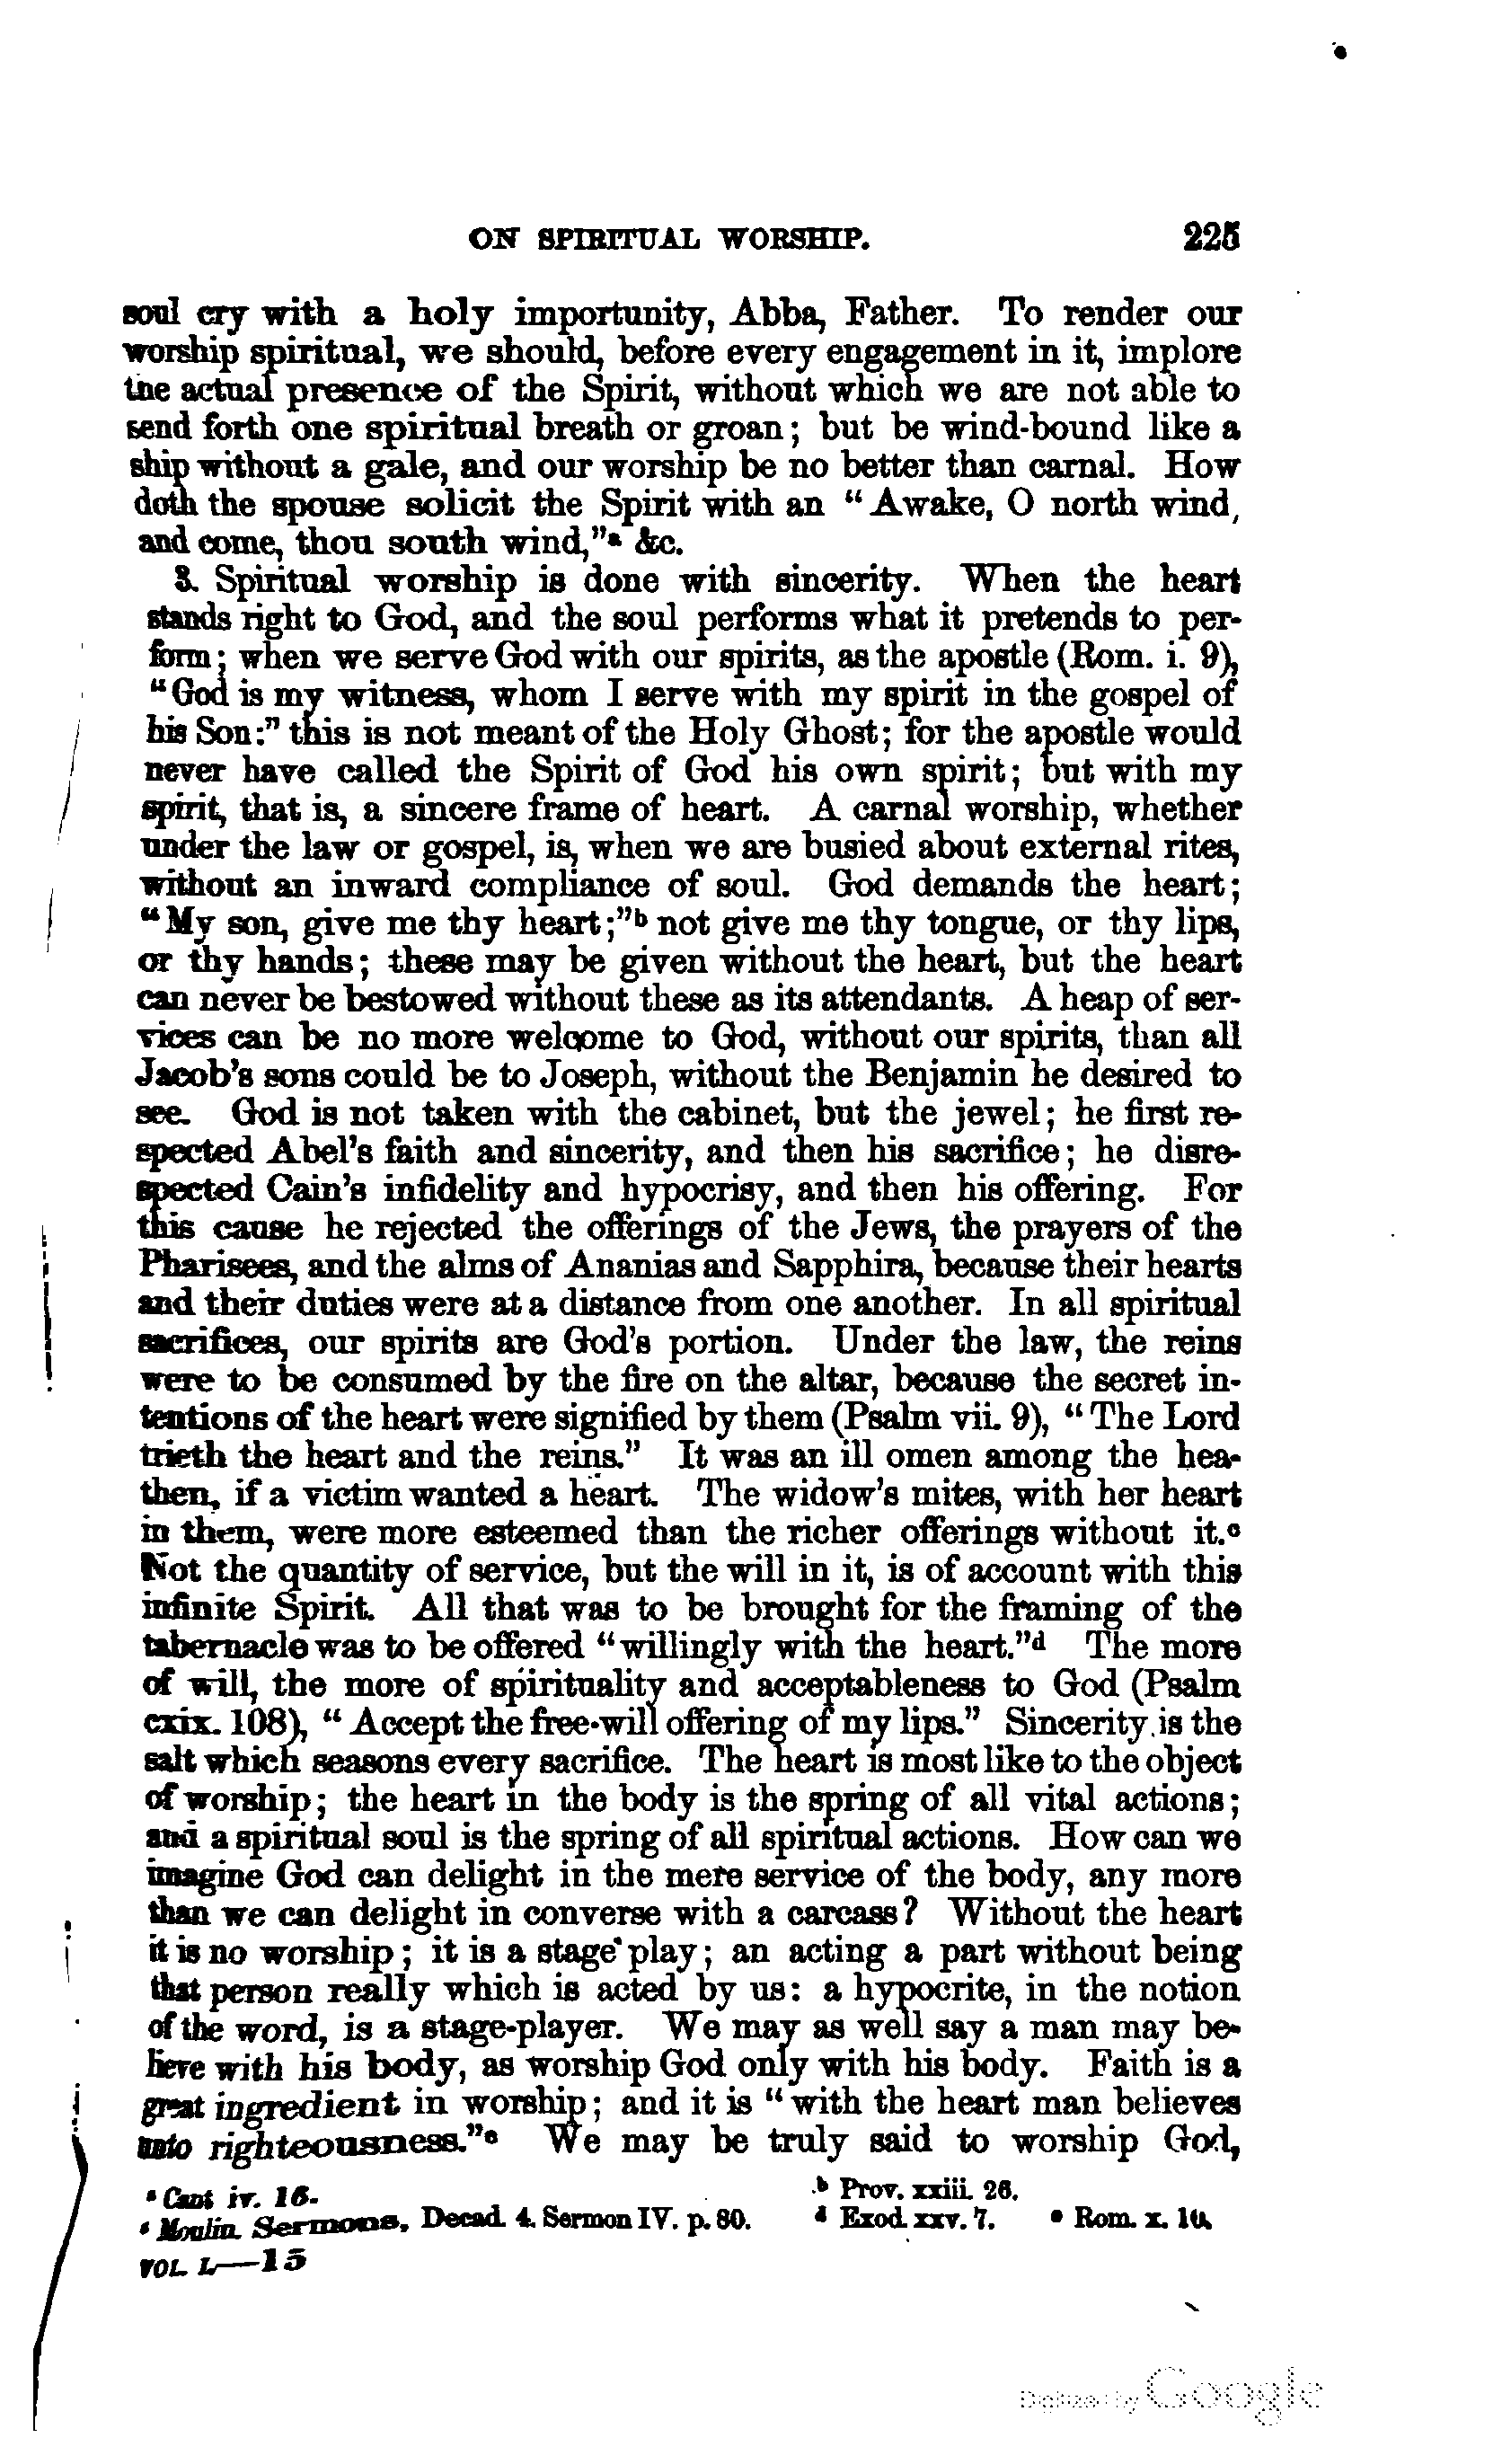 ON SPIRITUAL WORSHIP. 225
soul cry with a holy importunity, Abba, Father. To render our
worship spiritual, we should, before every engagement in it, implore
the actual presence of the Spirit, without which we are not able to
send forth one spiritual breath or groan; but be wind-bound like a
ship without a gale, and our worship be no better than carnal. How
doth the spouse solicit the Spirit with an “Awake, O north wind,
and come, thou south wind,”a &c.
3. Spiritual worship is done with sincerity. When the heart
stands right to God, and the soul performs what it pretends to per-
form; when we serve God with our spirits, as the apostle (Rom. i. 9),
“God is my witness, whom I serve with my spirit in the gospel of
his Son:” this is not meant of the Holy Ghost; for the apostle would
never have called the Spirit of God his own spirit; but with my
spirit, that is, a sincere frame of heart. A carnal worship, whether
under the law or gospel, is, when we are busied about external rites,
without an inward compliance of soul. God demands the heart;
“My son, give me thy heart;”b not give me thy tongue, or thy lips,
or thy hands; these may be given without the heart, but the heart
can never be bestowed without these as its attendants. A heap of ser-
vices can be no more welcome to God, without our spirits, than all
Jacob's sons could be to Joseph, without the Benjamin he desired to
see. God is not taken with the cabinet, but the jewel; he first re-
spected Abel's faith and sincerity, and then his sacrifice; he disre-
spected Cain's infidelity and hypocrisy, and then his offering. For
this cause he rejected the offerings of the Jews, the prayers of the
Pharisees, and the alms of Ananias and Sapphira, because their hearts
and their duties were at a distance from one another. In all spiritual
sacrifices, our spirits are God's portion. Under the law, the reins
were to be consumed by the fire on the altar, because the secret in-
tentions of the heart were signified by them (Psalm vii. 9), “The Lord
trieth the heart and the reins.” It was an ill omen among the hea-
then, if a victim wanted a heart. The widow's mites, with her heart
in them, were more esteemed than the richer offerings without it.c
Not the quantity of service, but the will in it, is of account with this
infinite Spirit. All that was to be brought for the framing of the
tabernacle was to be offered “willingly with the heart.”d The more
of will, the more of spirituality and acceptableness to God (Psalm
cxix. 108), “Accept the free-will offering of my lips.” Sincerity is the
salt which seasons every sacrifice. The heart is most like to the object
of worship; the heart in the body is the spring of all vital actions;
and a spiritual soul is the spring of all spiritual actions. How can we
imagine God can delight in the mere service of the body, any more
than we can delight in converse with a carcass? Without the heart
it is no worship; it is a stage play; an acting a part without being
that person really which is acted by us: a hypocrite, in the notion
of the word, is a stage-player. We may as well say a man may be-
lieve with his body, as worship God only with his body. Faith is a
great ingredient in worship; and it is “with the heart man believes
unto righteousness.”e We may be truly said to worship God,
a Cant iv. 16. b Prov. xxiii. 26.
c Moulin. Sermons, Decad. 4. Sermon IV. p. 80. d Exod. xxv. 7. e Rom. x. 10.
VOL. I.—15
Digitized by Google